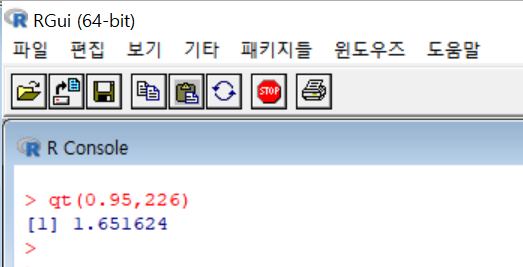 RGui (64-bit)
파일 편집 보기 기타 패키지들 윈도우즈 도움말
STOP
R Console
> qt(0.95,226)
[1] 1.651624
>